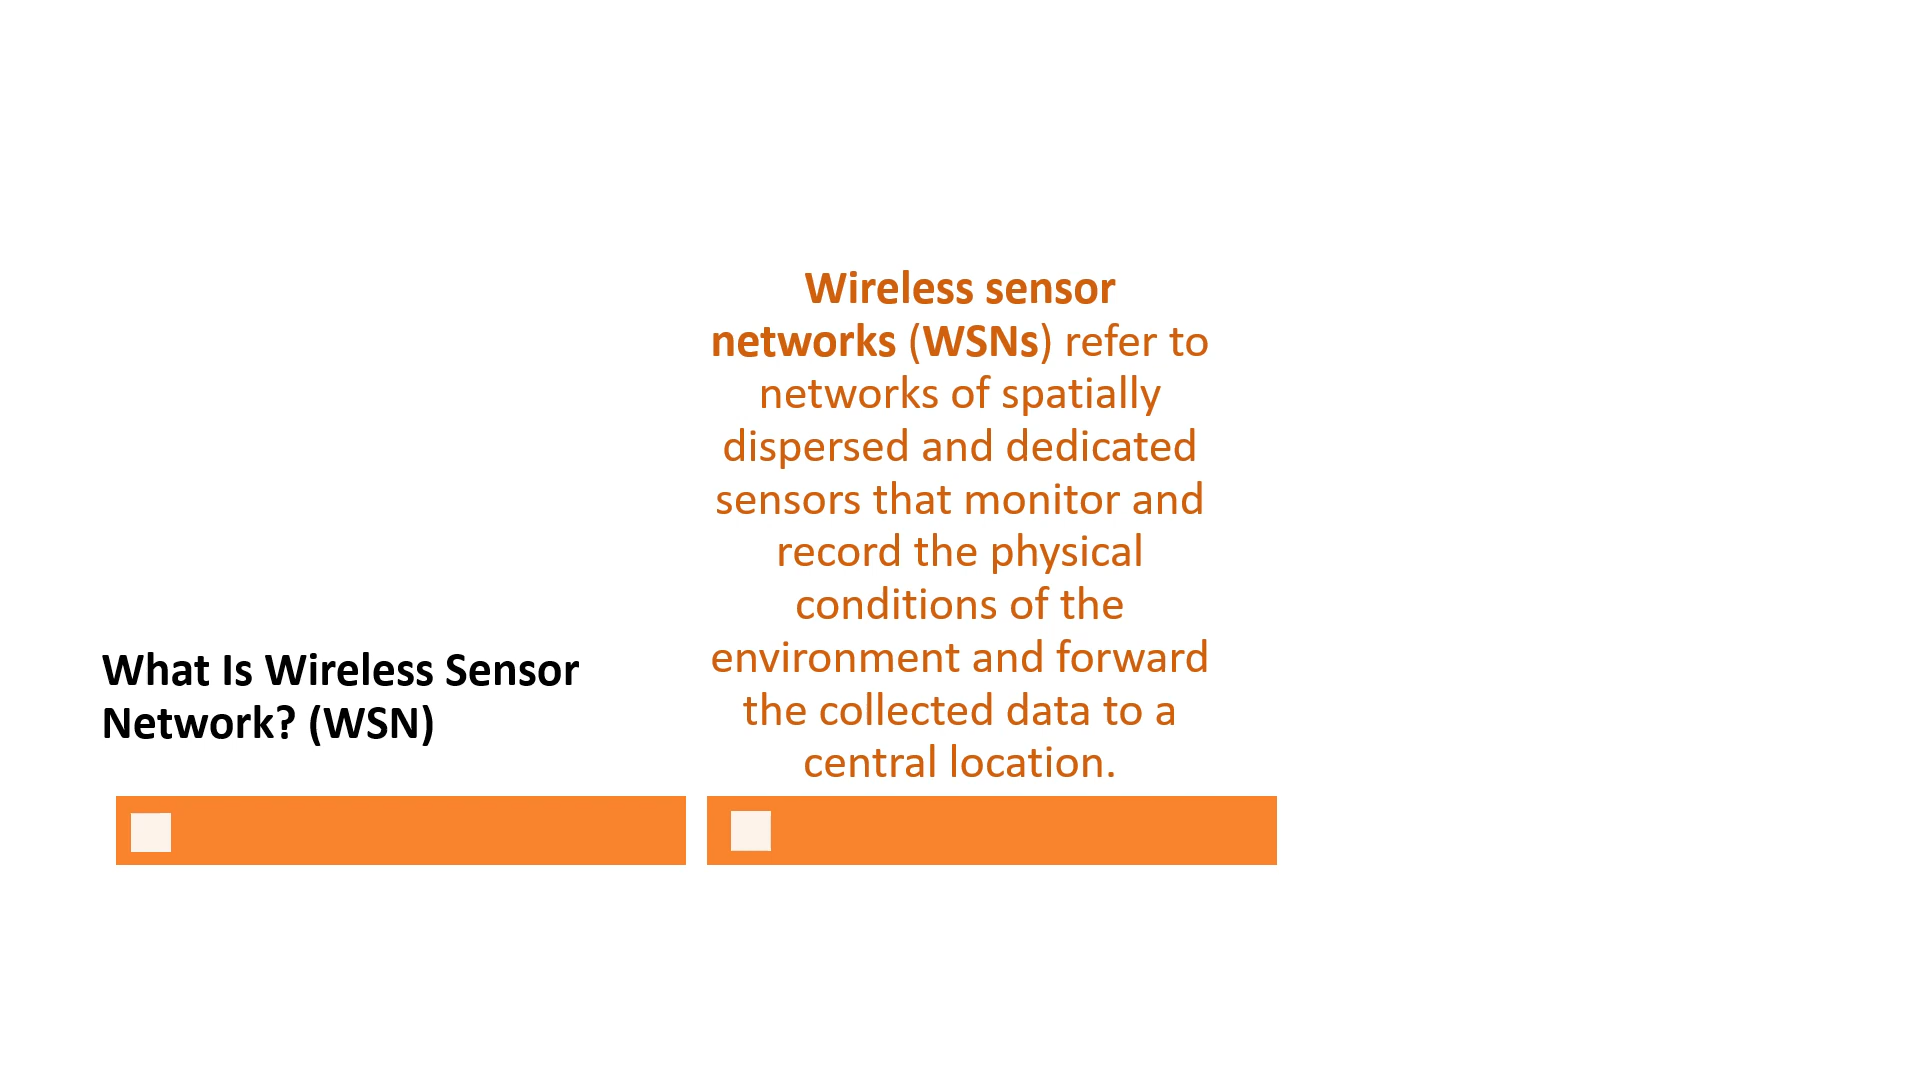 What Is Wireless Sensor
Network? (WSN)
Wireless sensor
networks (WSNs) refer to
networks of spatially
dispersed and dedicated
sensors that monitor and
record the physical
conditions of the
environment and forward
the collected data to a
central location.